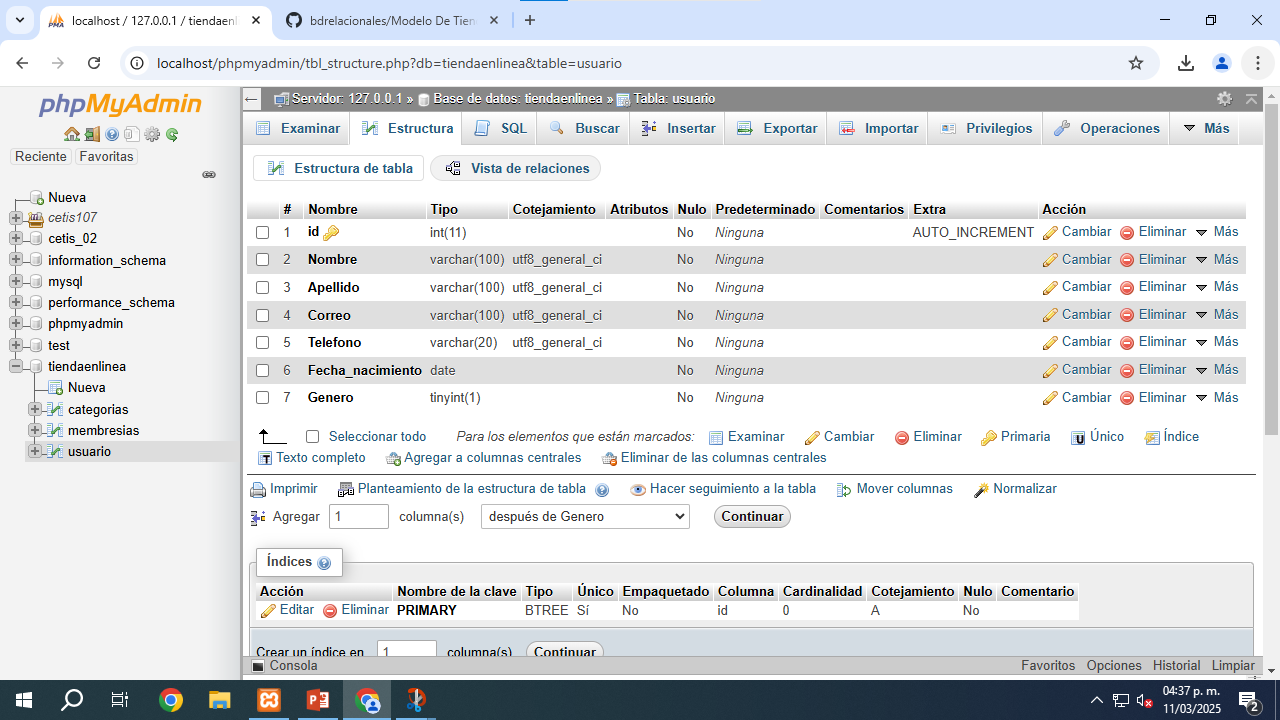 localhost / 127.0.0.1 / tiendaenl
bdrelacionales/Modelo De Tien
localhost/phpmyadmin/tbl_structure.php?db=tiendaenlinea&table=usuario
phpMyAdmin
Reciente Favoritas
Nueva
cetis107
cetis_02
information_schema
mysql
performance_schema
phpmyadmin
test
tiendaenlinea
Nueva
categorias
membresias
usuario
Servidor: 127.0.0.1 » Base de datos: tiendaenlinea » Tabla: usuario
Examinar Estructura SQL Buscar Insertar Exportar Importar Privilegios Operaciones Más
Estructura de tabla Vista de relaciones
# Nombre Tipo Cotejamiento Atributos Nulo Predeterminado Comentarios Extra Acción
1 id int(11) No Ninguna AUTO_INCREMENT Cambiar Eliminar Más
2 Nombre varchar(100) utf8_general_ci No Ninguna Cambiar Eliminar Más
3 Apellido varchar(100) utf8_general_ci No Ninguna Cambiar Eliminar Más
4 Correo varchar(100) utf8_general_ci No Ninguna Cambiar Eliminar Más
5 Telefono varchar(20) utf8_general_ci No Ninguna Cambiar Eliminar Más
6 Fecha_nacimiento date No Ninguna Cambiar Eliminar Más
7 Genero tinyint(1) No Ninguna Cambiar Eliminar Más
Seleccionar todo Para los elementos que están marcados: Examinar Cambiar Eliminar Primaria Único Índice
Texto completo Agregar a columnas centrales Eliminar de las columnas centrales
Imprimir Planteamiento de la estructura de tabla Hacer seguimiento a la tabla Mover columnas Normalizar
Agregar 1 columna(s) después de Genero Continuar
Índices
Acción Nombre de la clave Tipo Único Empaquetado Columna Cardinalidad Cotejamiento Nulo Comentario
Editar Eliminar PRIMARY BTREE Sí No id 0 A No
Crear un índice en 1 columna(s) Continuar
Consola Favoritos Opciones Historial Limpiar
04:37 p. m.
11/03/2025
2